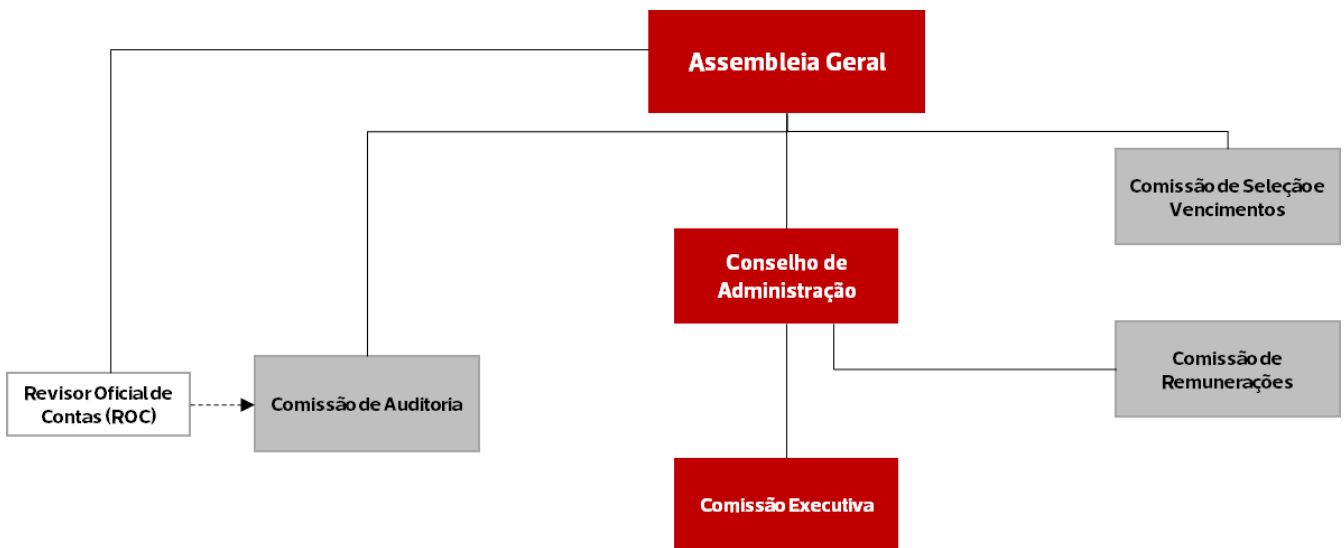 Assembleia Geral
Comissão de Seleção e
Vencimentos
Conselho de
Administração
Comissão de
Remunerações
Revisor Oficial de
Contas (ROC)
Comissão de Auditoria
Comissão Executiva